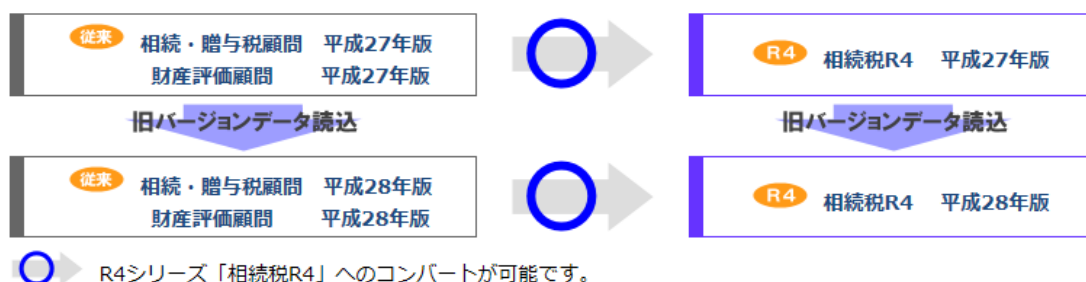 従来 相続・贈与税顧問 平成27年版
財産評価顧問 平成27年版
R4 相続税R4 平成27年版
旧バージョンデータ読込
旧バージョンデータ読込
従来 相続・贈与税顧問 平成28年版
財産評価顧問 平成28年版
R4 相続税R4 平成28年版
R4シリーズ「相続税R4」へのコンバートが可能です。